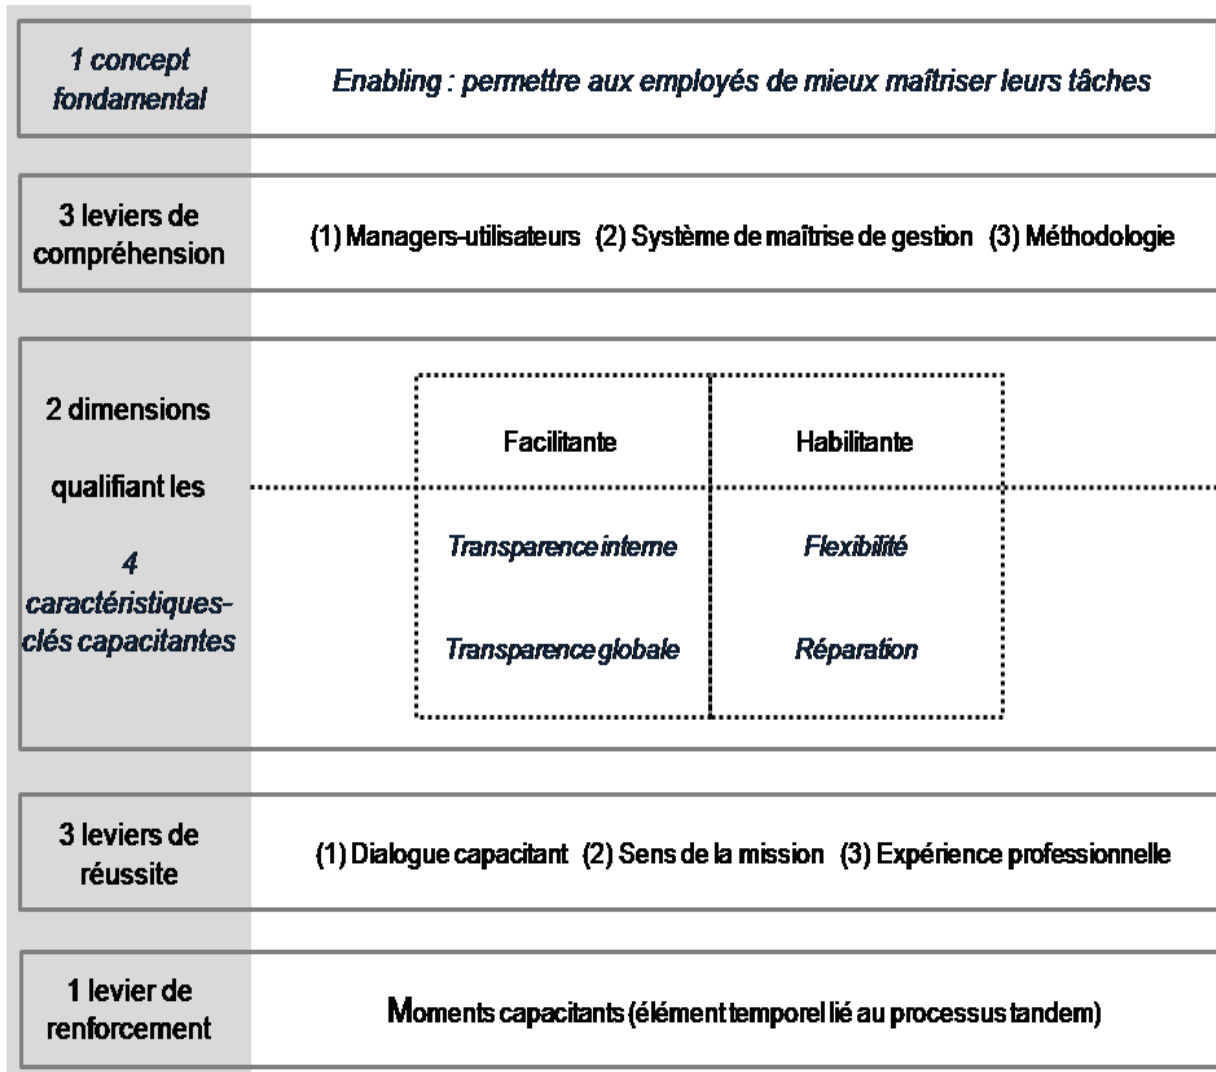 1 concept
fondamental
Enabling : permettre aux employés de mieux maîtriser leurs tâches
3 leviers de
compréhension
(1) Managers-utilisateurs (2) Système de maîtrise de gestion (3) Méthodologie
2 dimensions
qualifiant les
4
caractéristiques-
clés capacitantes
Facilitante
Habilitante
Transparence interne
Flexibilité
Transparence globale
Réparation
3 leviers de
réussite
(1) Dialogue capacitant (2) Sens de la mission (3) Expérience professionnelle
1 levier de
renforcement
Moments capacitants (élément temporel lié au processus tandem)